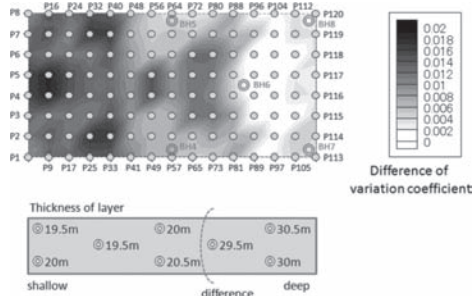 P8 P16 P24 P32 P40 P48 P56 P64 P72 P80 P88 P96 P104 P112 P120
BH5 BH8
P7 P119
P6 P118
P5 P117
BH6
P4 P116
P3 P115
P2 P114
BH4 BH7
P1 P113
P9 P17 P25 P33 P41 P49 P57 P65 P73 P81 P89 P97 P105
0.02
0.018
0.016
0.014
0.012
0.01
0.008
0.006
0.004
0.002
0
Difference of
variation coefficient
Thickness of layer
19.5m 20m 30.5m
19.5m 29.5m
20m 20.5m 30m
shallow deep
difference